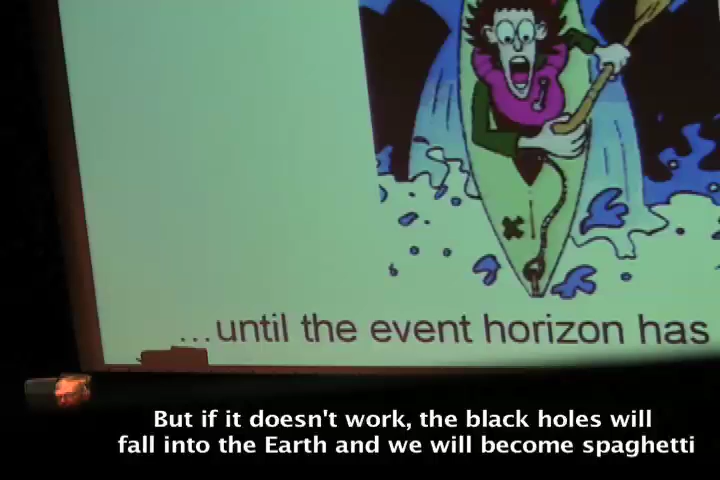 ...until the event horizon has
But if it doesn't work, the black holes will
fall into the Earth and we will become spaghetti